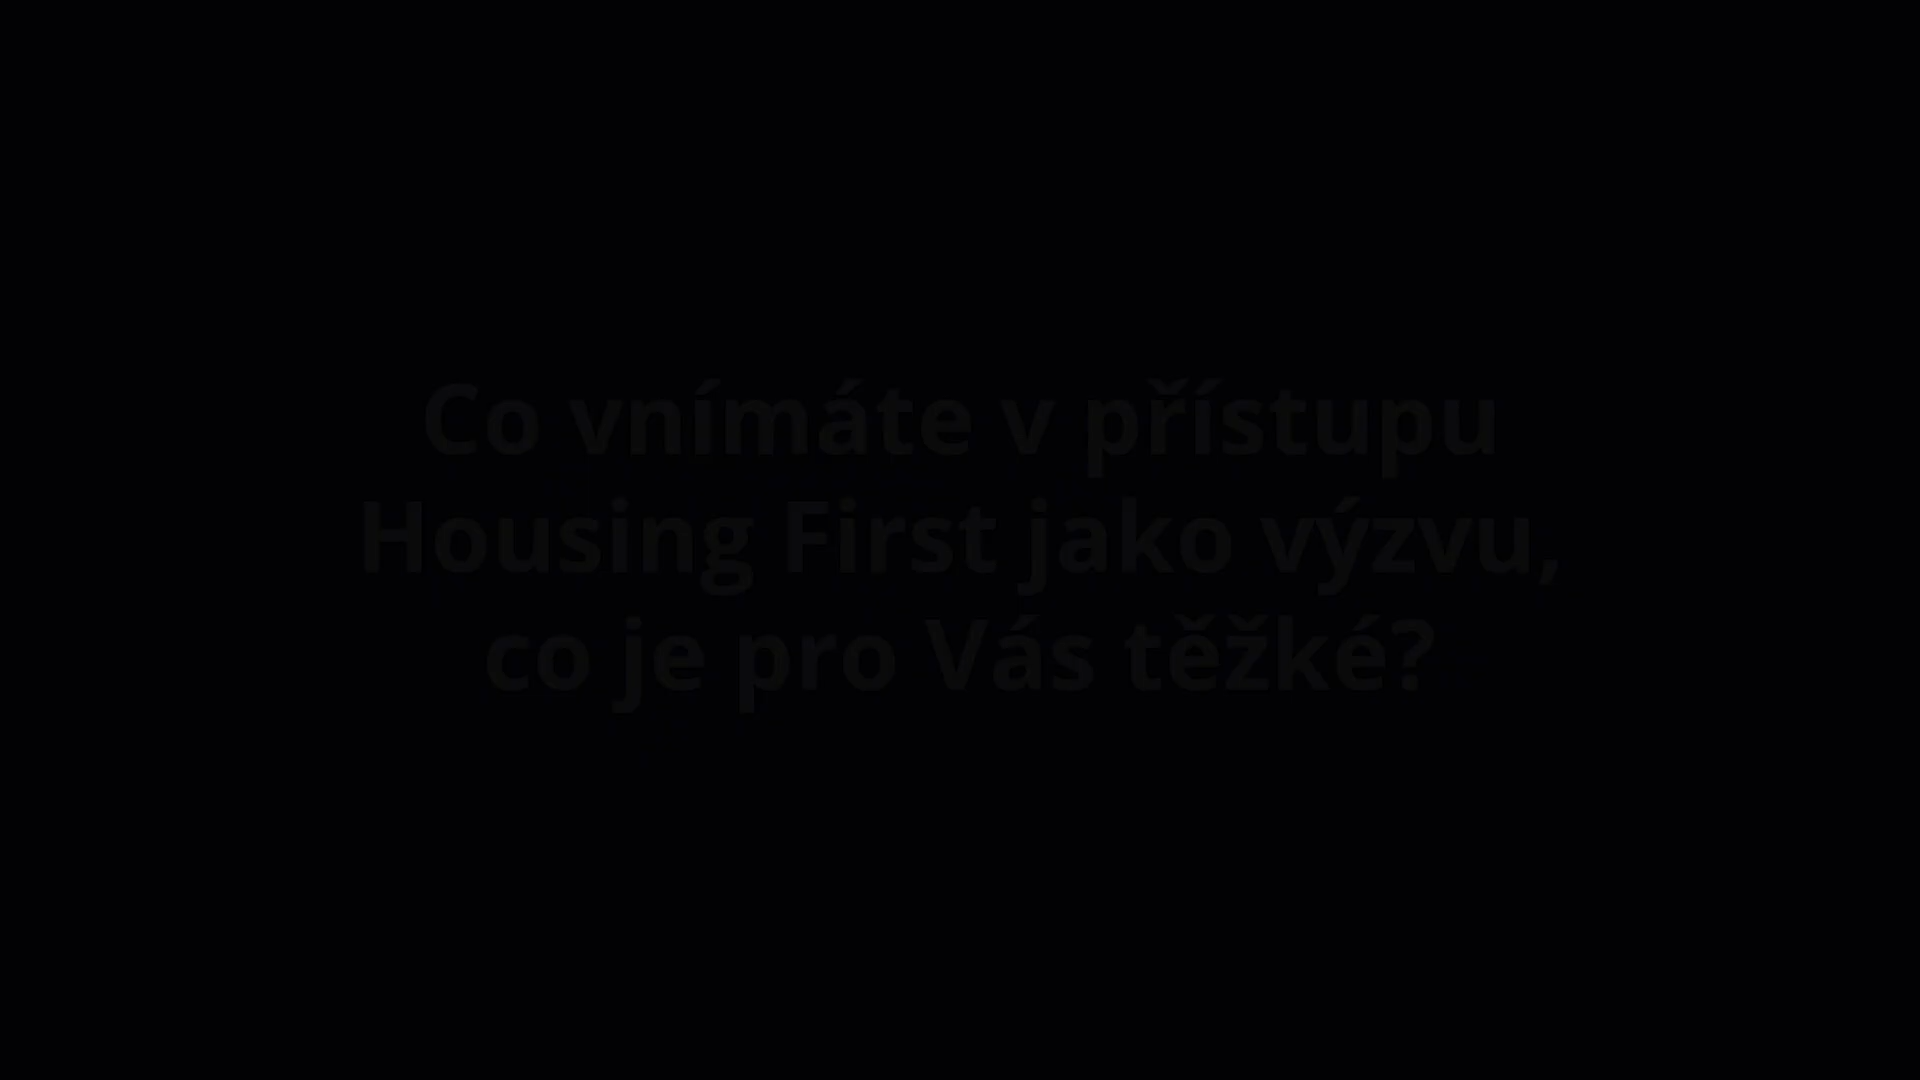 Co vnímáte v přístupu
Housing First jako výzvu,
co je pro Vás těžké?